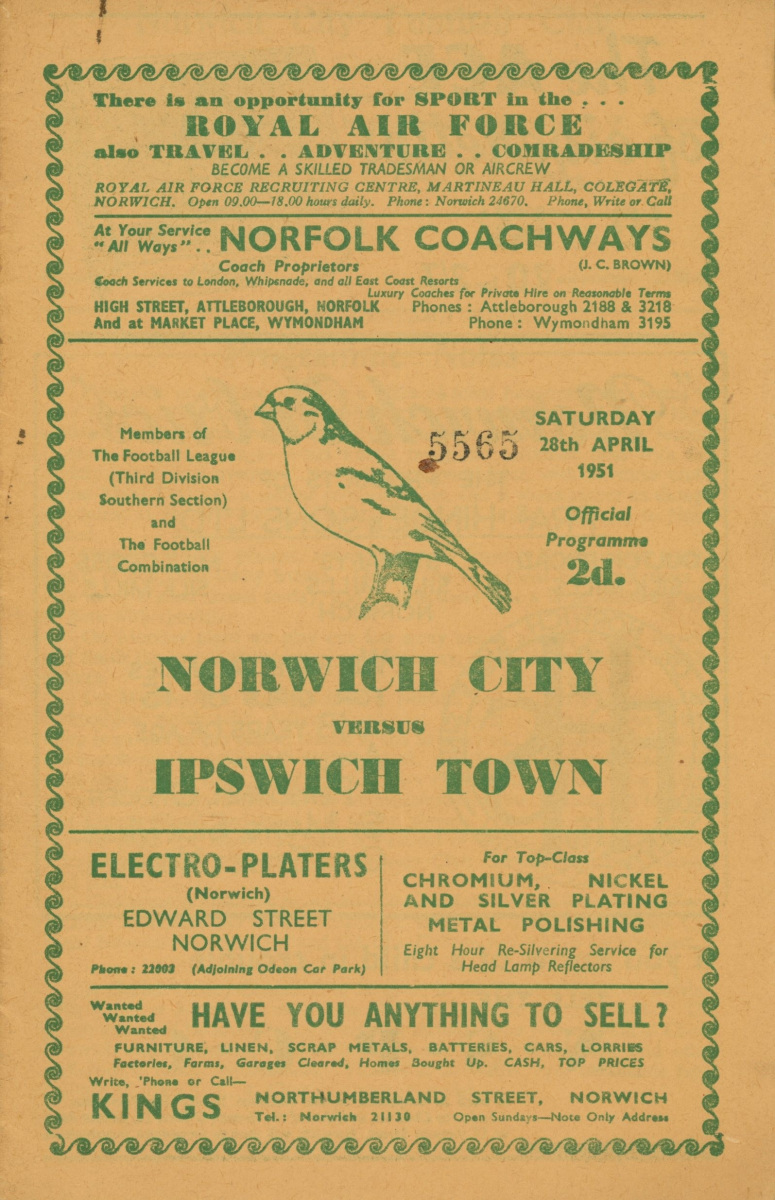 There is an opportunity for SPORT in the . . .
ROYAL AIR FORCE
also TRAVEL . . ADVENTURE . . COMRADESHIP
BECOME A SKILLED TRADESMAN OR AIRCREW
ROYAL AIR FORCE RECRUITING CENTRE, MARTINEAU HALL, COLEGATE,
NORWICH. Open 09.00—18.00 hours daily. Phone: Norwich 24670. Phone, Write or Call
At Your Service
"All Ways" . .
NORFOLK COACHWAYS
Coach Proprietors
(J. C. BROWN)
Coach Services to London, Whipsnade, and all East Coast Resorts
Luxury Coaches for Private Hire on Reasonable Terms
HIGH STREET, ATTLEBOROUGH, NORFOLK Phones : Attleborough 2188 & 3218
And at MARKET PLACE, WYMONDHAM Phone : Wymondham 3195
Members of
The Football League
(Third Division
Southern Section)
and
The Football
Combination
5565
SATURDAY
28th APRIL
1951
Official
Programme
2d.
NORWICH CITY
VERSUS
IPSWICH TOWN
ELECTRO-PLATERS
(Norwich)
EDWARD STREET
NORWICH
Phone : 22003 (Adjoining Odeon Car Park)
For Top-Class
CHROMIUM, NICKEL
AND SILVER PLATING
METAL POLISHING
Eight Hour Re-Silvering Service for
Head Lamp Reflectors
Wanted
Wanted
Wanted
HAVE YOU ANYTHING TO SELL?
FURNITURE, LINEN, SCRAP METALS, BATTERIES, CARS, LORRIES
Factories, Farms, Garages Cleared, Homes Bought Up. CASH, TOP PRICES
Write, 'Phone or Call—
KINGS
NORTHUMBERLAND STREET, NORWICH
Tel.: Norwich 21130 Open Sundays—Note Only Address